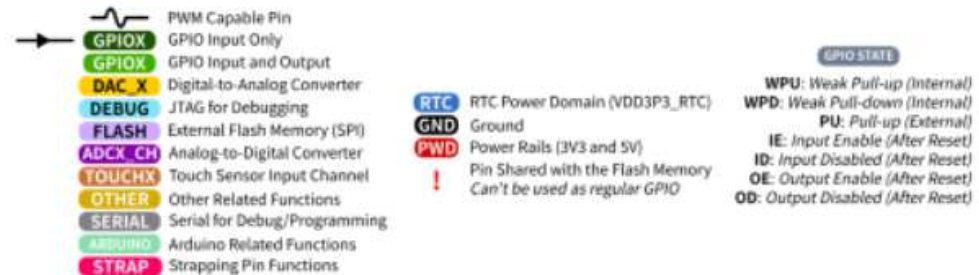 PWM Capable Pin
GPIOX GPIO Input Only
GPIOX GPIO Input and Output
DAC_X Digital-to-Analog Converter
DEBUG JTAG for Debugging
FLASH External Flash Memory (SPI)
ADCX_CH Analog-to-Digital Converter
TOUCHX Touch Sensor Input Channel
OTHER Other Related Functions
SERIAL Serial for Debug/Programming
ARDUINO Arduino Related Functions
STRAP Strapping Pin Functions
RTC RTC Power Domain (VDD3P3_RTC)
GND Ground
PWD Power Rails (3V3 and 5V)
! Pin Shared with the Flash Memory
Can't be used as regular GPIO
GPIO STATE
WPU: Weak Pull-up (Internal)
WPD: Weak Pull-down (Internal)
PU: Pull-up (External)
IE: Input Enable (After Reset)
ID: Input Disabled (After Reset)
OE: Output Enable (After Reset)
OD: Output Disabled (After Reset)